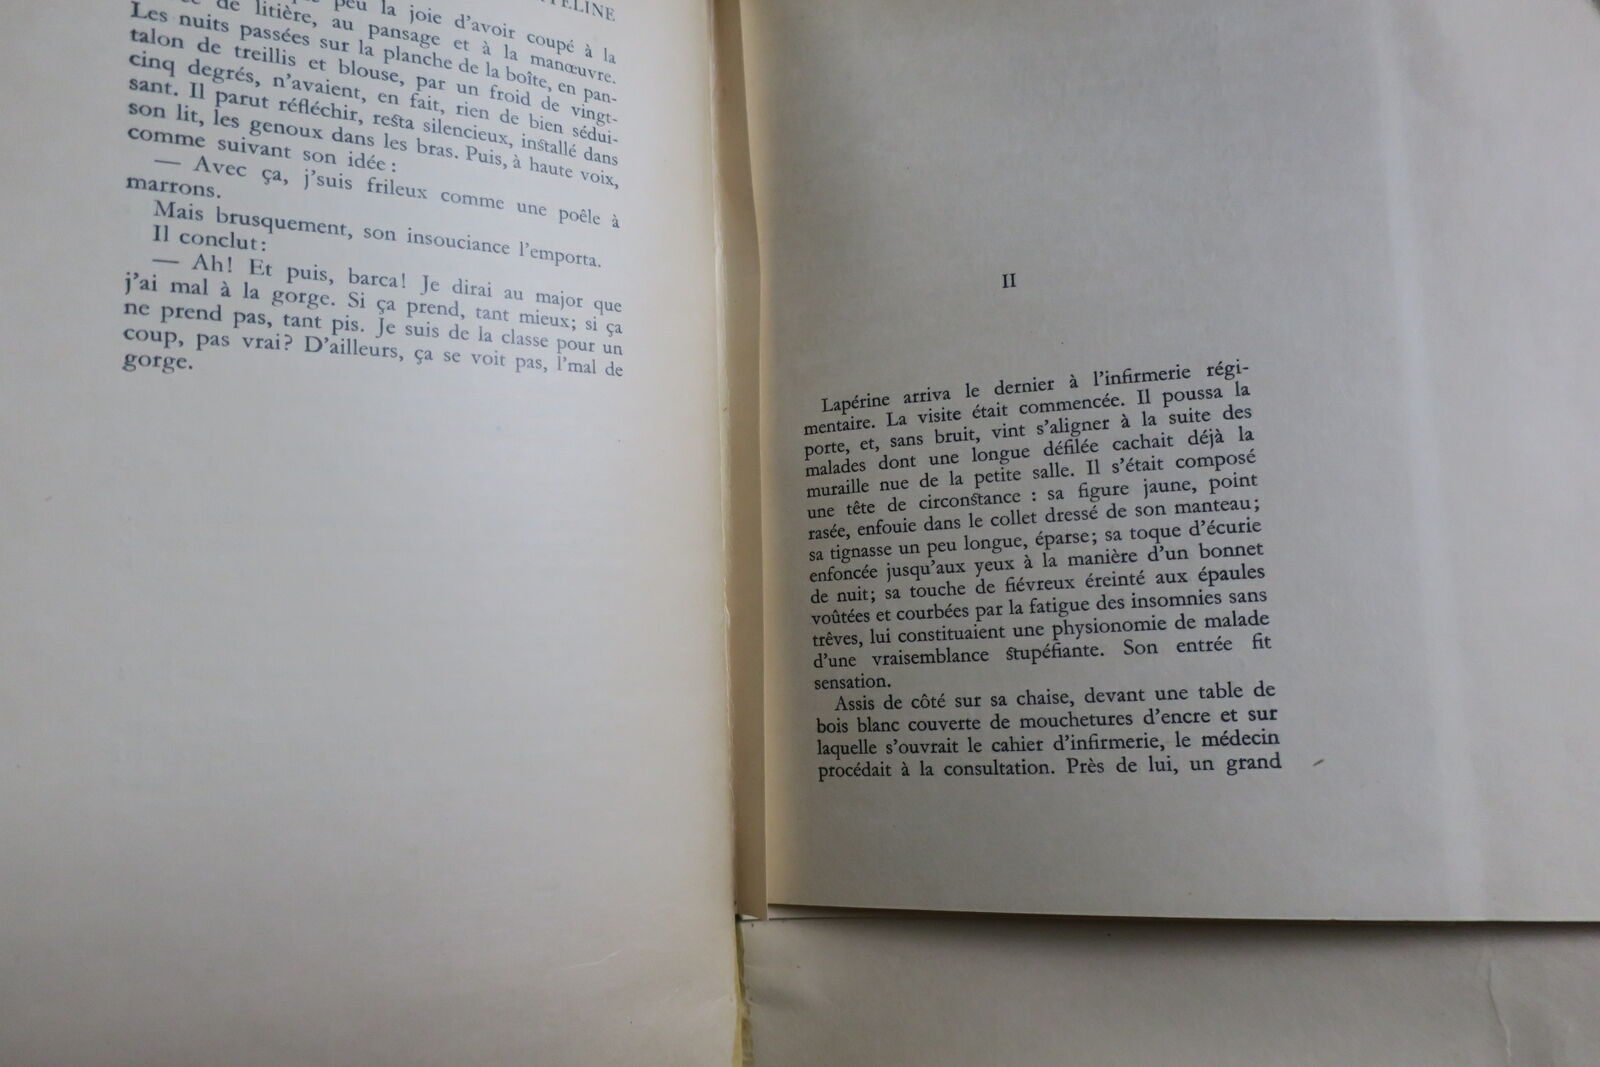 peu la joie d'avoir coupé à la
de litière, au pansage et à la manœuvre.
Les nuits passées sur la planche de la boîte, en pan-
talon de treillis et blouse, par un froid de vingt-
cinq degrés, n'avaient, en fait, rien de bien sédui-
sant. Il parut réfléchir, resta silencieux, installé dans
son lit, les genoux dans les bras. Puis, à haute voix,
comme suivant son idée :
— Avec ça, j'suis frileux comme une poêle à
marrons.
Mais brusquement, son insouciance l'emporta.
Il conclut :
— Ah! Et puis, barca! Je dirai au major que
j'ai mal à la gorge. Si ça prend, tant mieux; si ça
ne prend pas, tant pis. Je suis de la classe pour un
coup, pas vrai? D'ailleurs, ça se voit pas, l'mal de
gorge.
II
Lapérine arriva le dernier à l'infirmerie régi-
mentaire. La visite était commencée. Il poussa la
porte, et, sans bruit, vint s'aligner à la suite des
malades dont une longue défilée cachait déjà la
muraille nue de la petite salle. Il s'était composé
une tête de circonstance : sa figure jaune, point
rasée, enfouie dans le collet dressé de son manteau;
sa tignasse un peu longue, éparse; sa toque d'écurie
enfoncée jusqu'aux yeux à la manière d'un bonnet
de nuit; sa touche de fiévreux éreinté aux épaules
voûtées et courbées par la fatigue des insomnies sans
trêves, lui constituaient une physionomie de malade
d'une vraisemblance stupéfiante. Son entrée fit
sensation.
Assis de côté sur sa chaise, devant une table de
bois blanc couverte de mouchetures d'encre et sur
laquelle s'ouvrait le cahier d'infirmerie, le médecin
procédait à la consultation. Près de lui, un grand